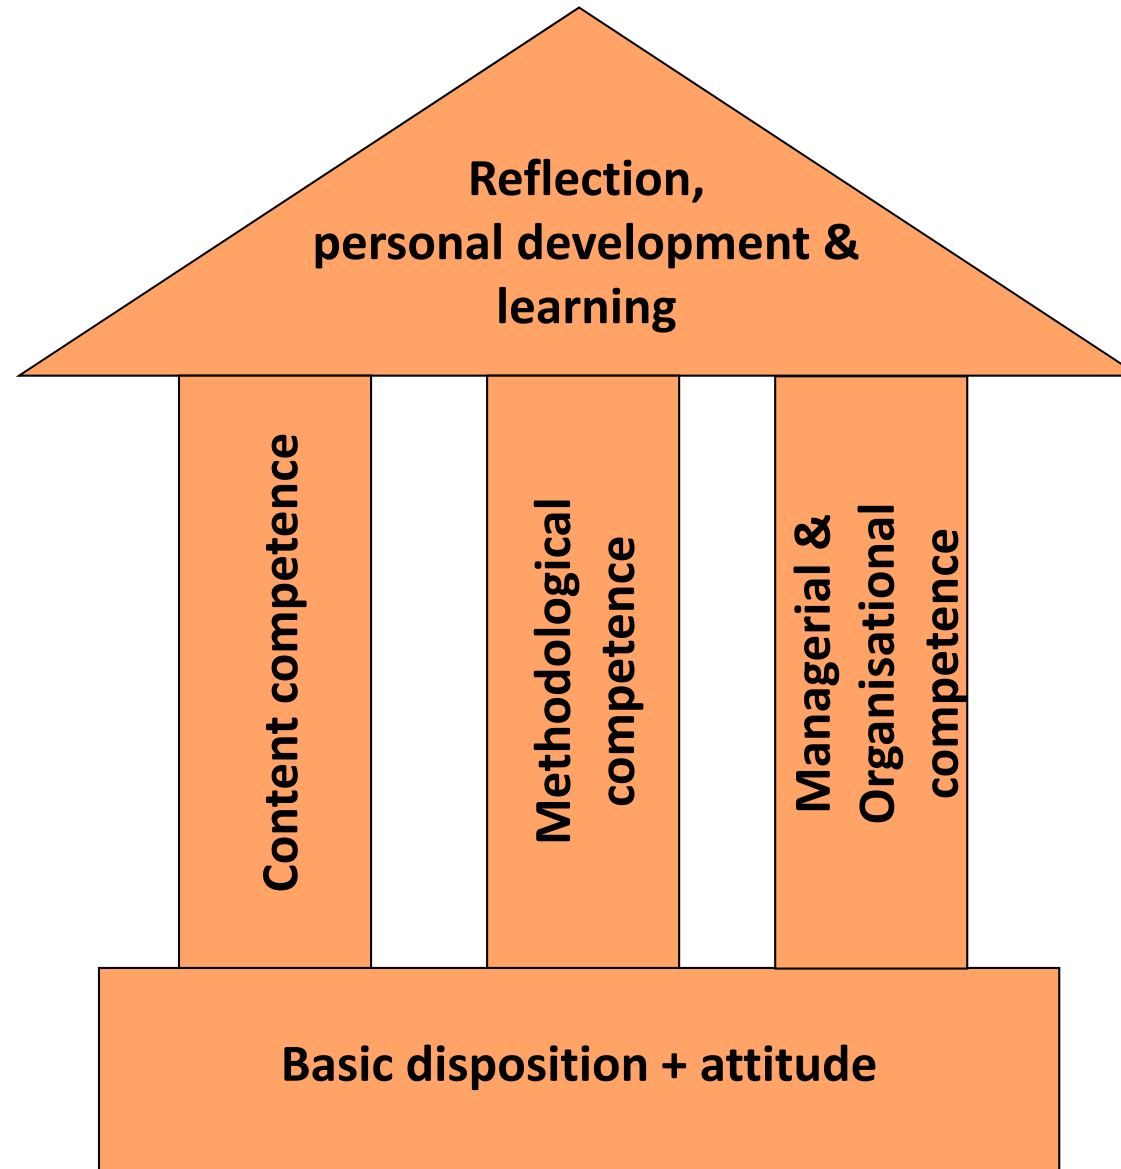 Reflection,
personal development &
learning
Content competence
Methodological
competence
Managerial &
Organisational
competence
Basic disposition + attitude